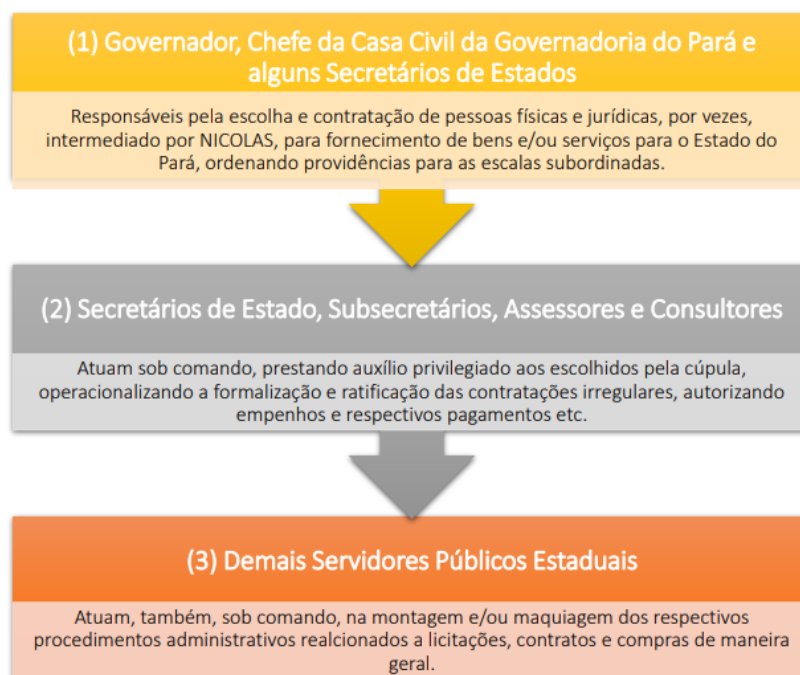 (1) Governador, Chefe da Casa Civil da Governadoria do Pará e
alguns Secretários de Estados
Responsáveis pela escolha e contratação de pessoas físicas e jurídicas, por vezes,
intermediado por NICOLAS, para fornecimento de bens e/ou serviços para o Estado do
Pará, ordenando providências para as escalas subordinadas.
(2) Secretários de Estado, Subsecretários, Assessores e Consultores
Atuam sob comando, prestando auxílio privilegiado aos escolhidos pela cúpula,
operacionalizando a formalização e ratificação das contratações irregulares, autorizando
empenhos e respectivos pagamentos etc.
(3) Demais Servidores Públicos Estaduais
Atuam, também, sob comando, na montagem e/ou maquiagem dos respectivos
procedimentos administrativos realcionados a licitações, contratos e compras de maneira
geral.